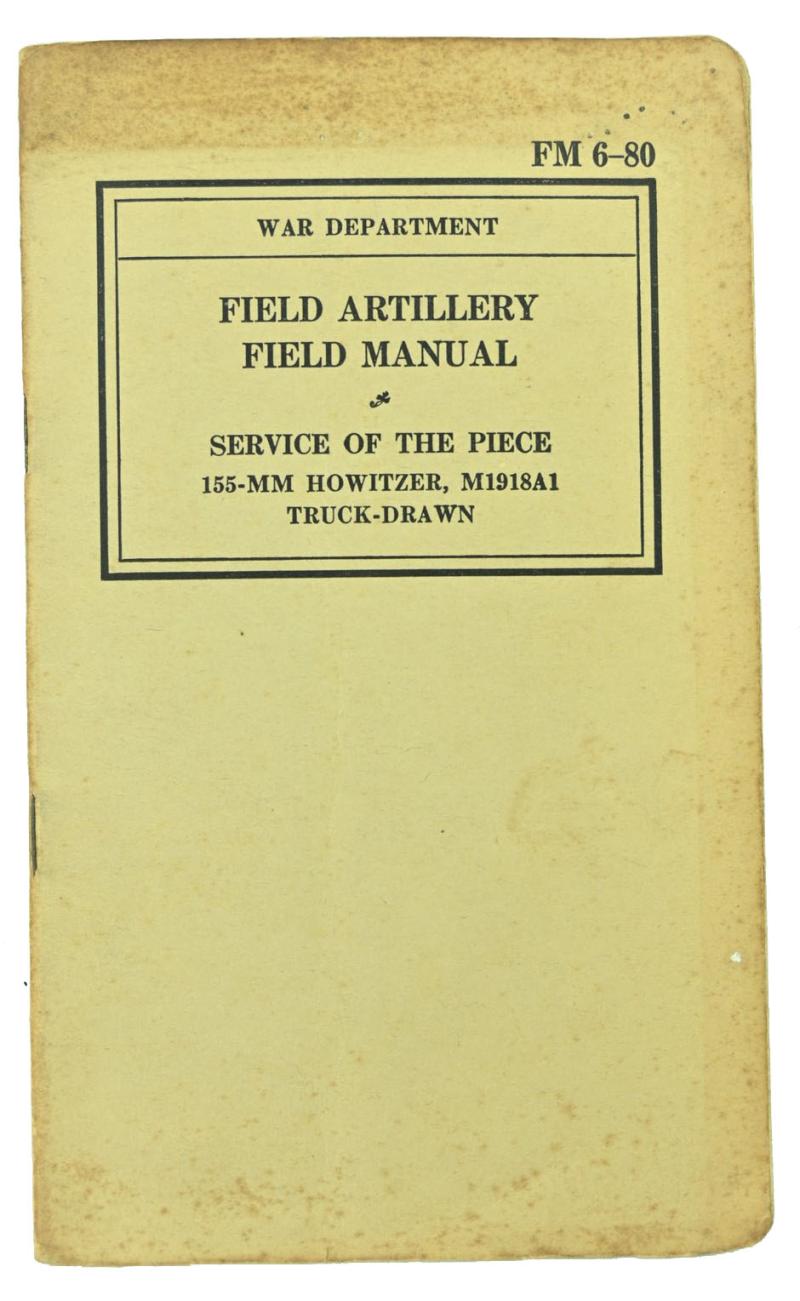 FM 6–80
WAR DEPARTMENT
FIELD ARTILLERY
FIELD MANUAL
SERVICE OF THE PIECE
155-MM HOWITZER, M1918A1
TRUCK-DRAWN